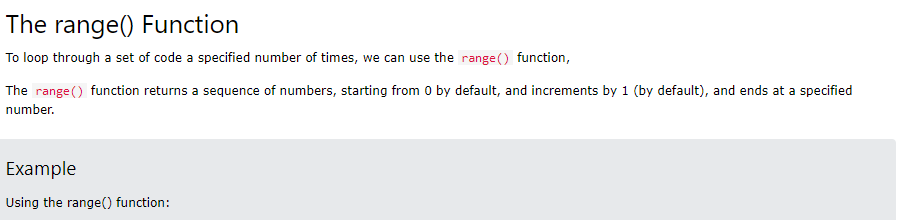 The range() Function
To loop through a set of code a specified number of times, we can use the range() function,
The range() function returns a sequence of numbers, starting from 0 by default, and increments by 1 (by default), and ends at a specified
number.
Example
Using the range() function: